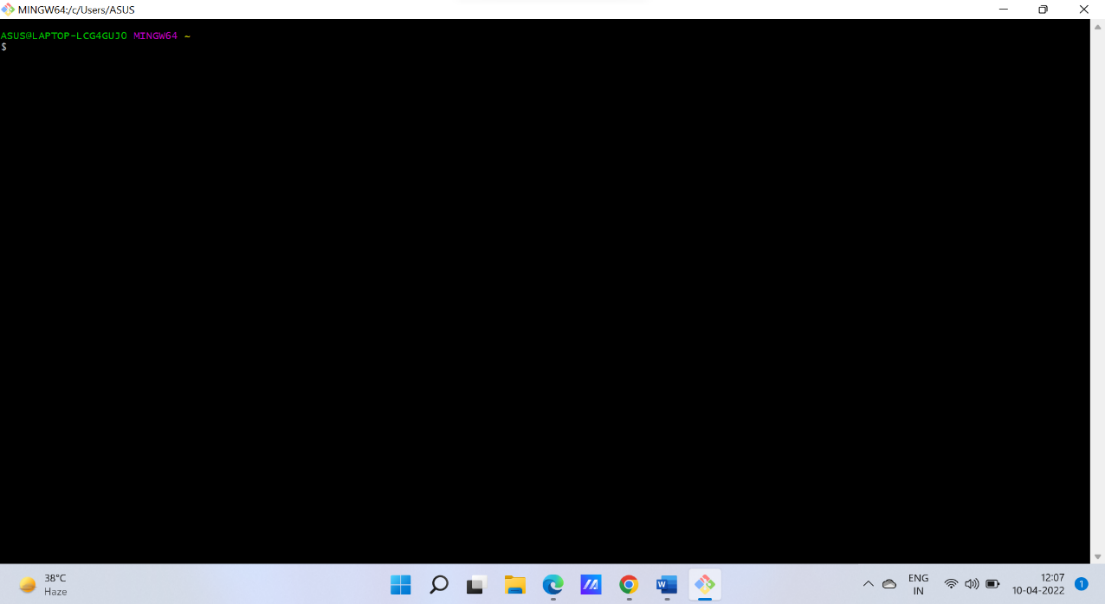 MINGW64:/c/Users/ASUS
ASUS@LAPTOP-LCG4GUJO MINGW64 ~
$
38°C
Haze
W
ENG
IN
12:07
10-04-2022
1